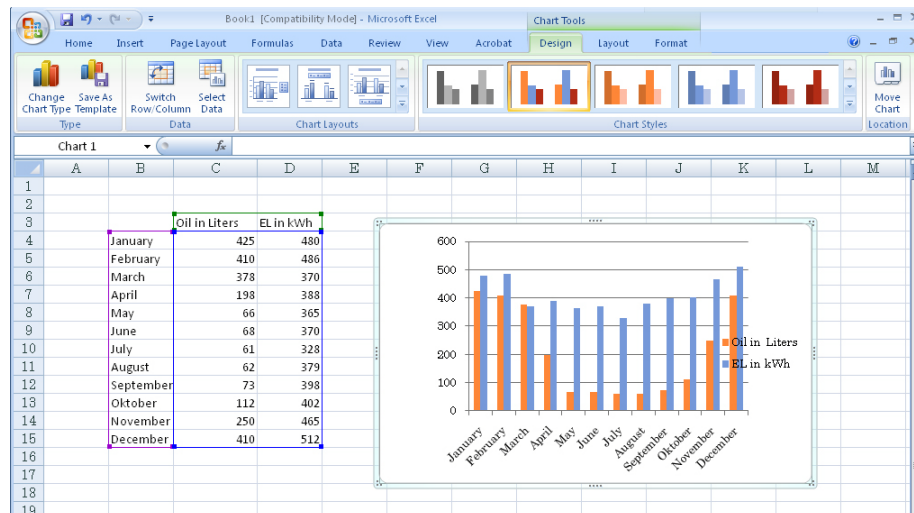 Book1 [Compatibility Mode] - Microsoft Excel Chart Tools
Home Insert Page Layout Formulas Data Review View Acrobat Design Layout Format
Change Chart Type Save As Template Switch Row/Column Select Data Move Chart
Type Data Chart Layouts Chart Styles Location
Chart 1 fx
A B C D E F G H I J K L M
1
2
3 Oil in Liters EL in kWh
4 January 425 480
5 February 410 486
6 March 378 370
7 April 198 388
8 May 66 365
9 June 68 370
10 July 61 328
11 August 62 379
12 September 73 398
13 Oktober 112 402
14 November 250 465
15 December 410 512
16
17
18
19
600
500
400
300
200
100
0
Oil in Liters
EL in kWh
January February March April May June July August September Oktober November December